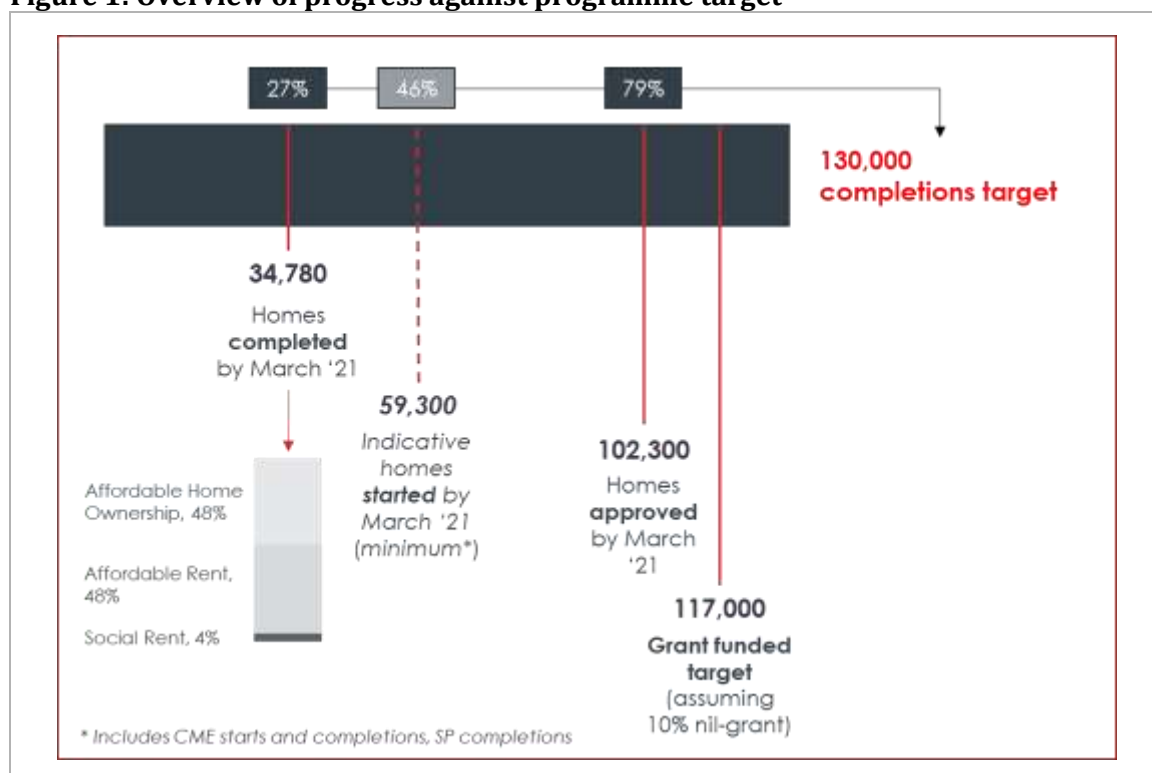 Figure 1: Overview of progress against programme target
27%
46%
79%
130,000
completions target
34,780
Homes
completed
by March ‘21
59,300
Indicative
homes
started by
March ‘21
(minimum*)
102,300
Homes
approved
by March
‘21
117,000
Grant funded
target
(assuming
10% nil-grant)
Affordable Home
Ownership, 48%
Affordable Rent,
48%
Social Rent, 4%
* Includes CME starts and completions, SP completions